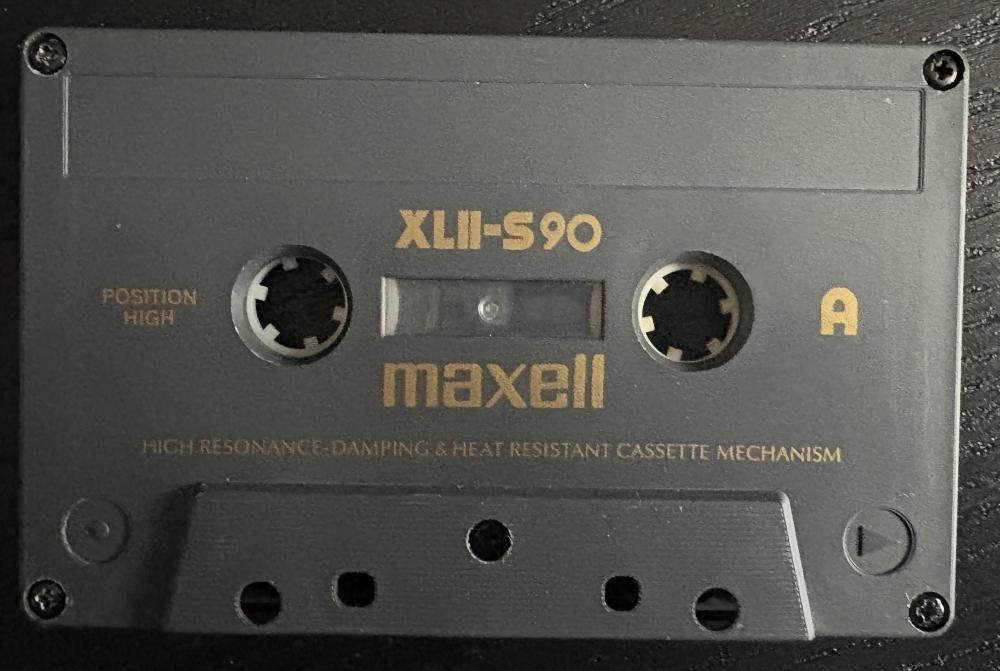 XLII-S90
POSITION
HIGH
A
maxell
HIGH RESONANCE-DAMPING & HEAT RESISTANT CASSETTE MECHANISM